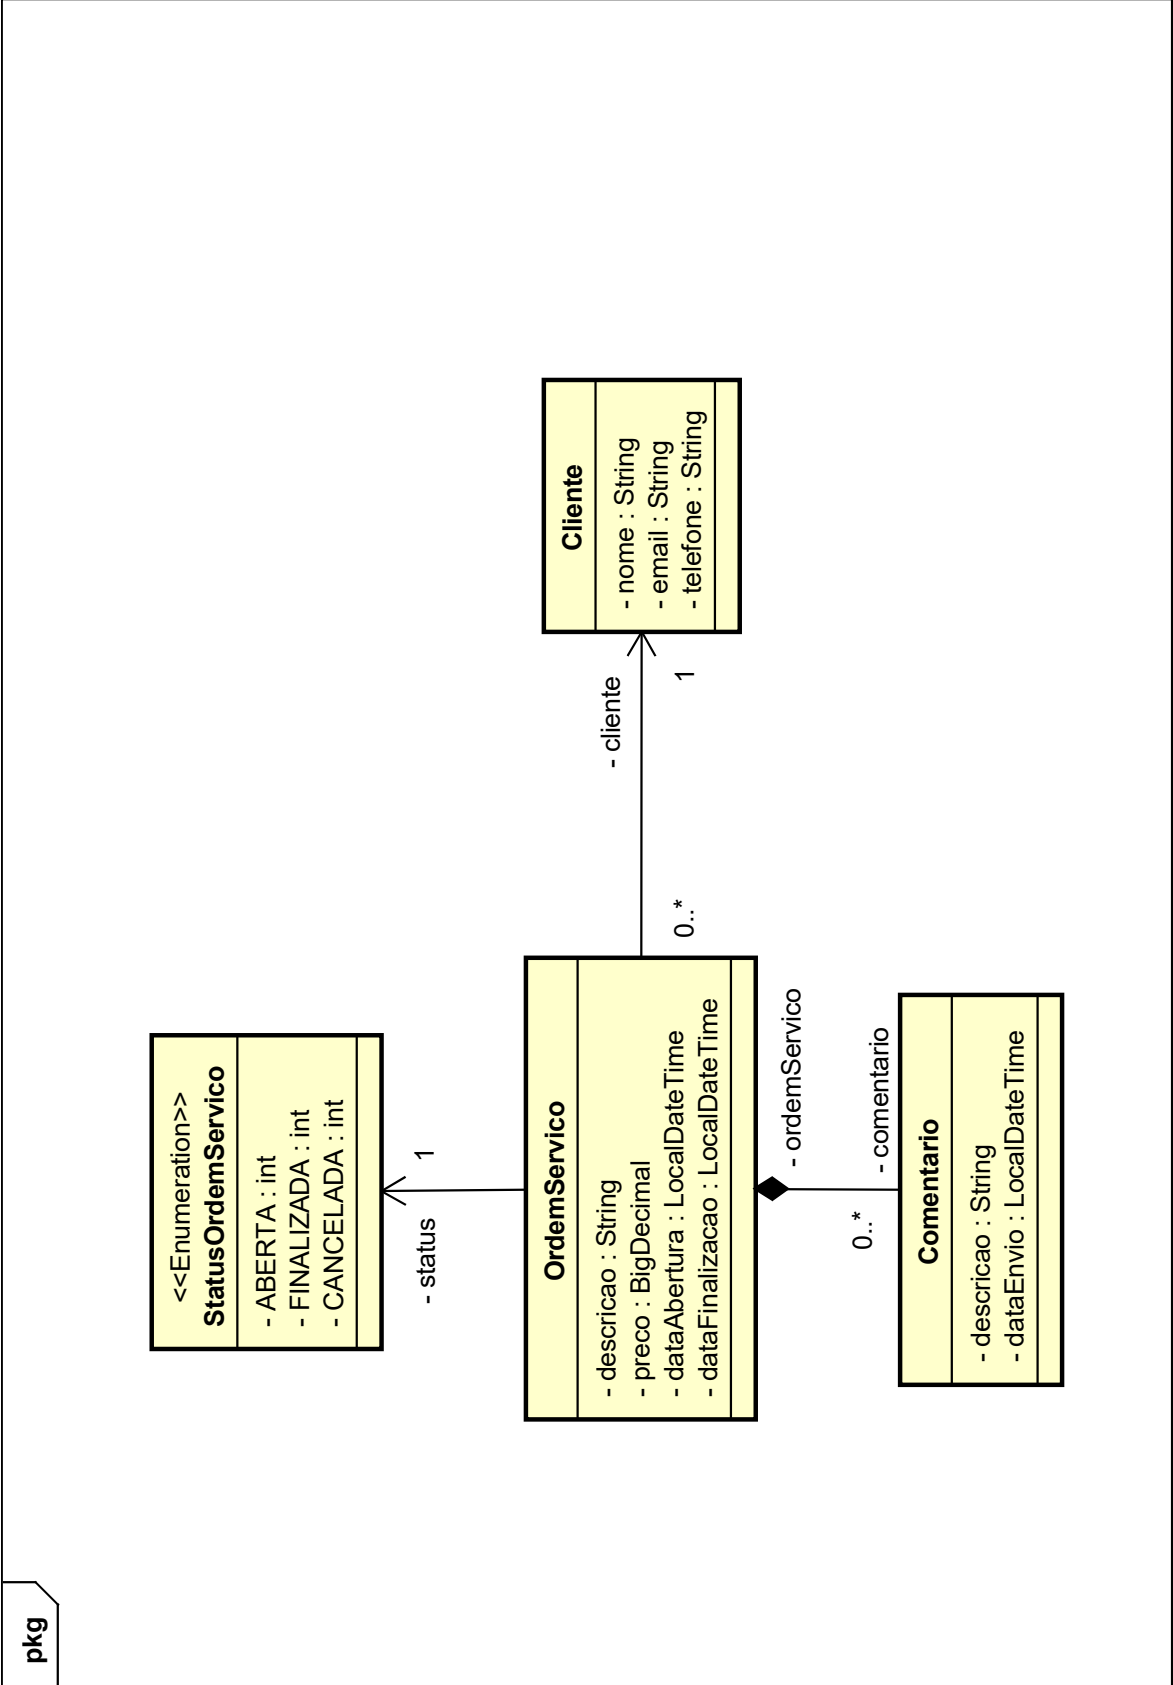 pkg
<<Enumeration>>
StatusOrdemServico
- ABERTA : int
- FINALIZADA : int
- CANCELADA : int
- status
1
OrdemServico
- descricao : String
- preco : BigDecimal
- dataAbertura : LocalDateTime
- dataFinalizacao : LocalDateTime
0..*
- cliente
1
Cliente
- nome : String
- email : String
- telefone : String
- ordemServico
0..*
- comentario
Comentario
- descricao : String
- dataEnvio : LocalDateTime